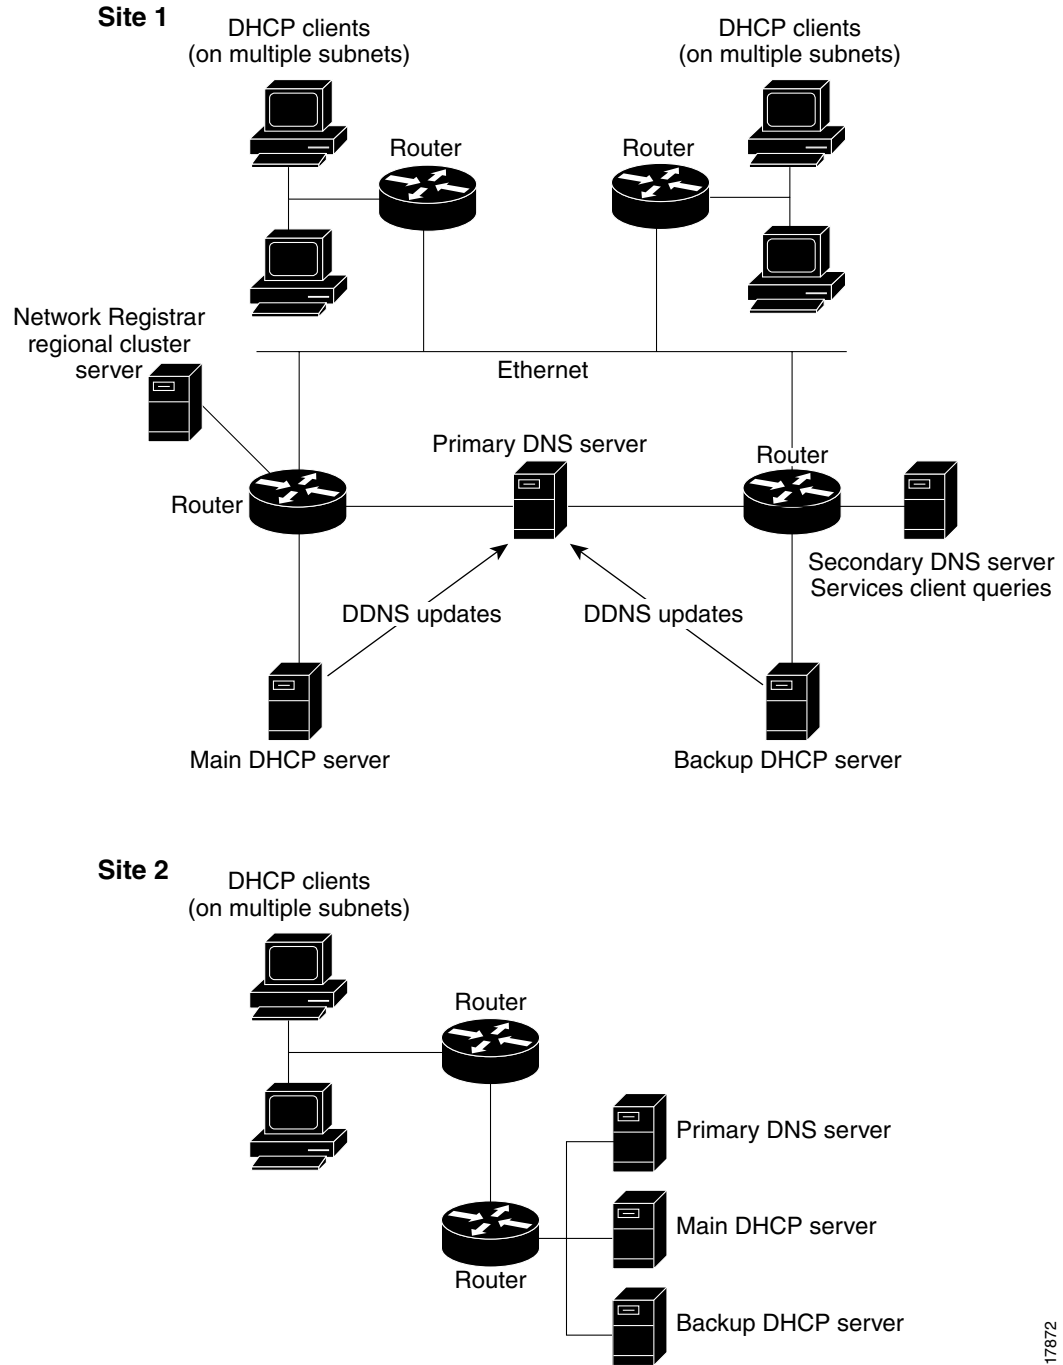 Site 1
DHCP clients
(on multiple subnets)
DHCP clients
(on multiple subnets)
Router
Router
Network Registrar
regional cluster
server
Ethernet
Primary DNS server
Router
Router
Secondary DNS server
Services client queries
DDNS updates
DDNS updates
Main DHCP server
Backup DHCP server
Site 2
DHCP clients
(on multiple subnets)
Router
Primary DNS server
Main DHCP server
Router
Backup DHCP server
17872